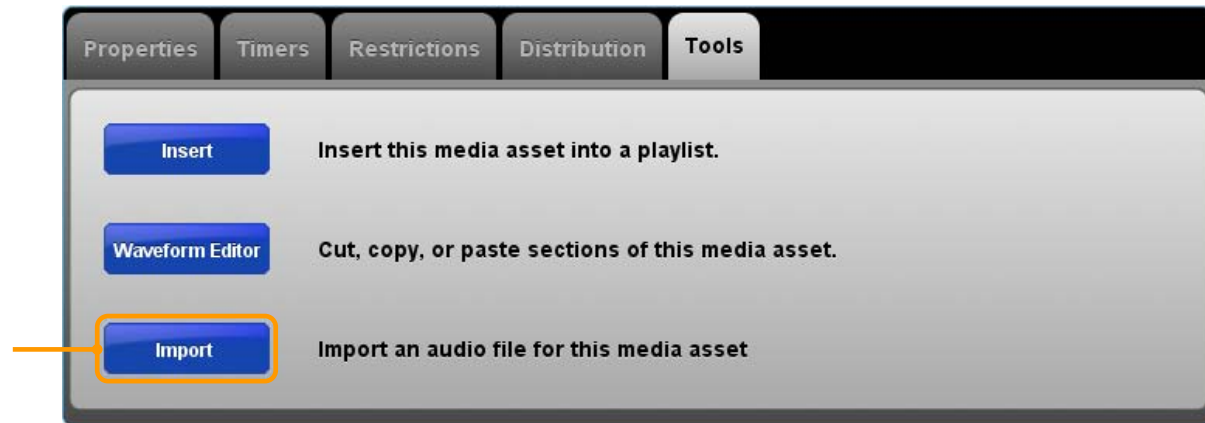 Properties Timers Restrictions Distribution Tools
Insert Insert this media asset into a playlist.
Waveform Editor Cut, copy, or paste sections of this media asset.
Import Import an audio file for this media asset